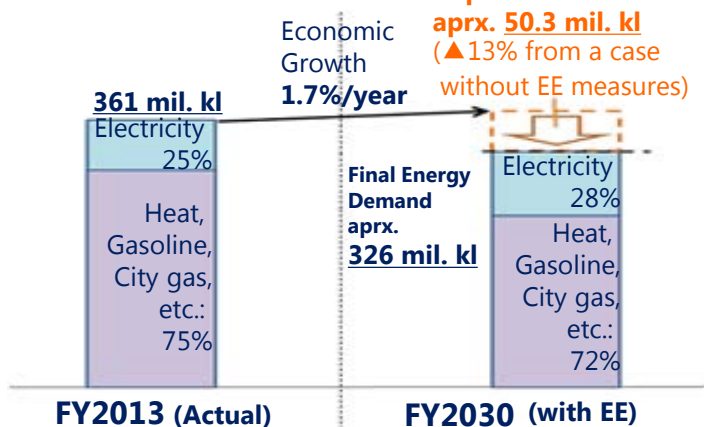 aprx. 50.3 mil. kl
(▲13% from a case
without EE measures)
Economic
Growth
1.7%/year
361 mil. kl
Electricity
25%
Heat,
Gasoline,
City gas,
etc.:
75%
Final Energy
Demand
aprx.
326 mil. kl
Electricity
28%
Heat,
Gasoline,
City gas,
etc.:
72%
FY2013 (Actual)
FY2030 (with EE)